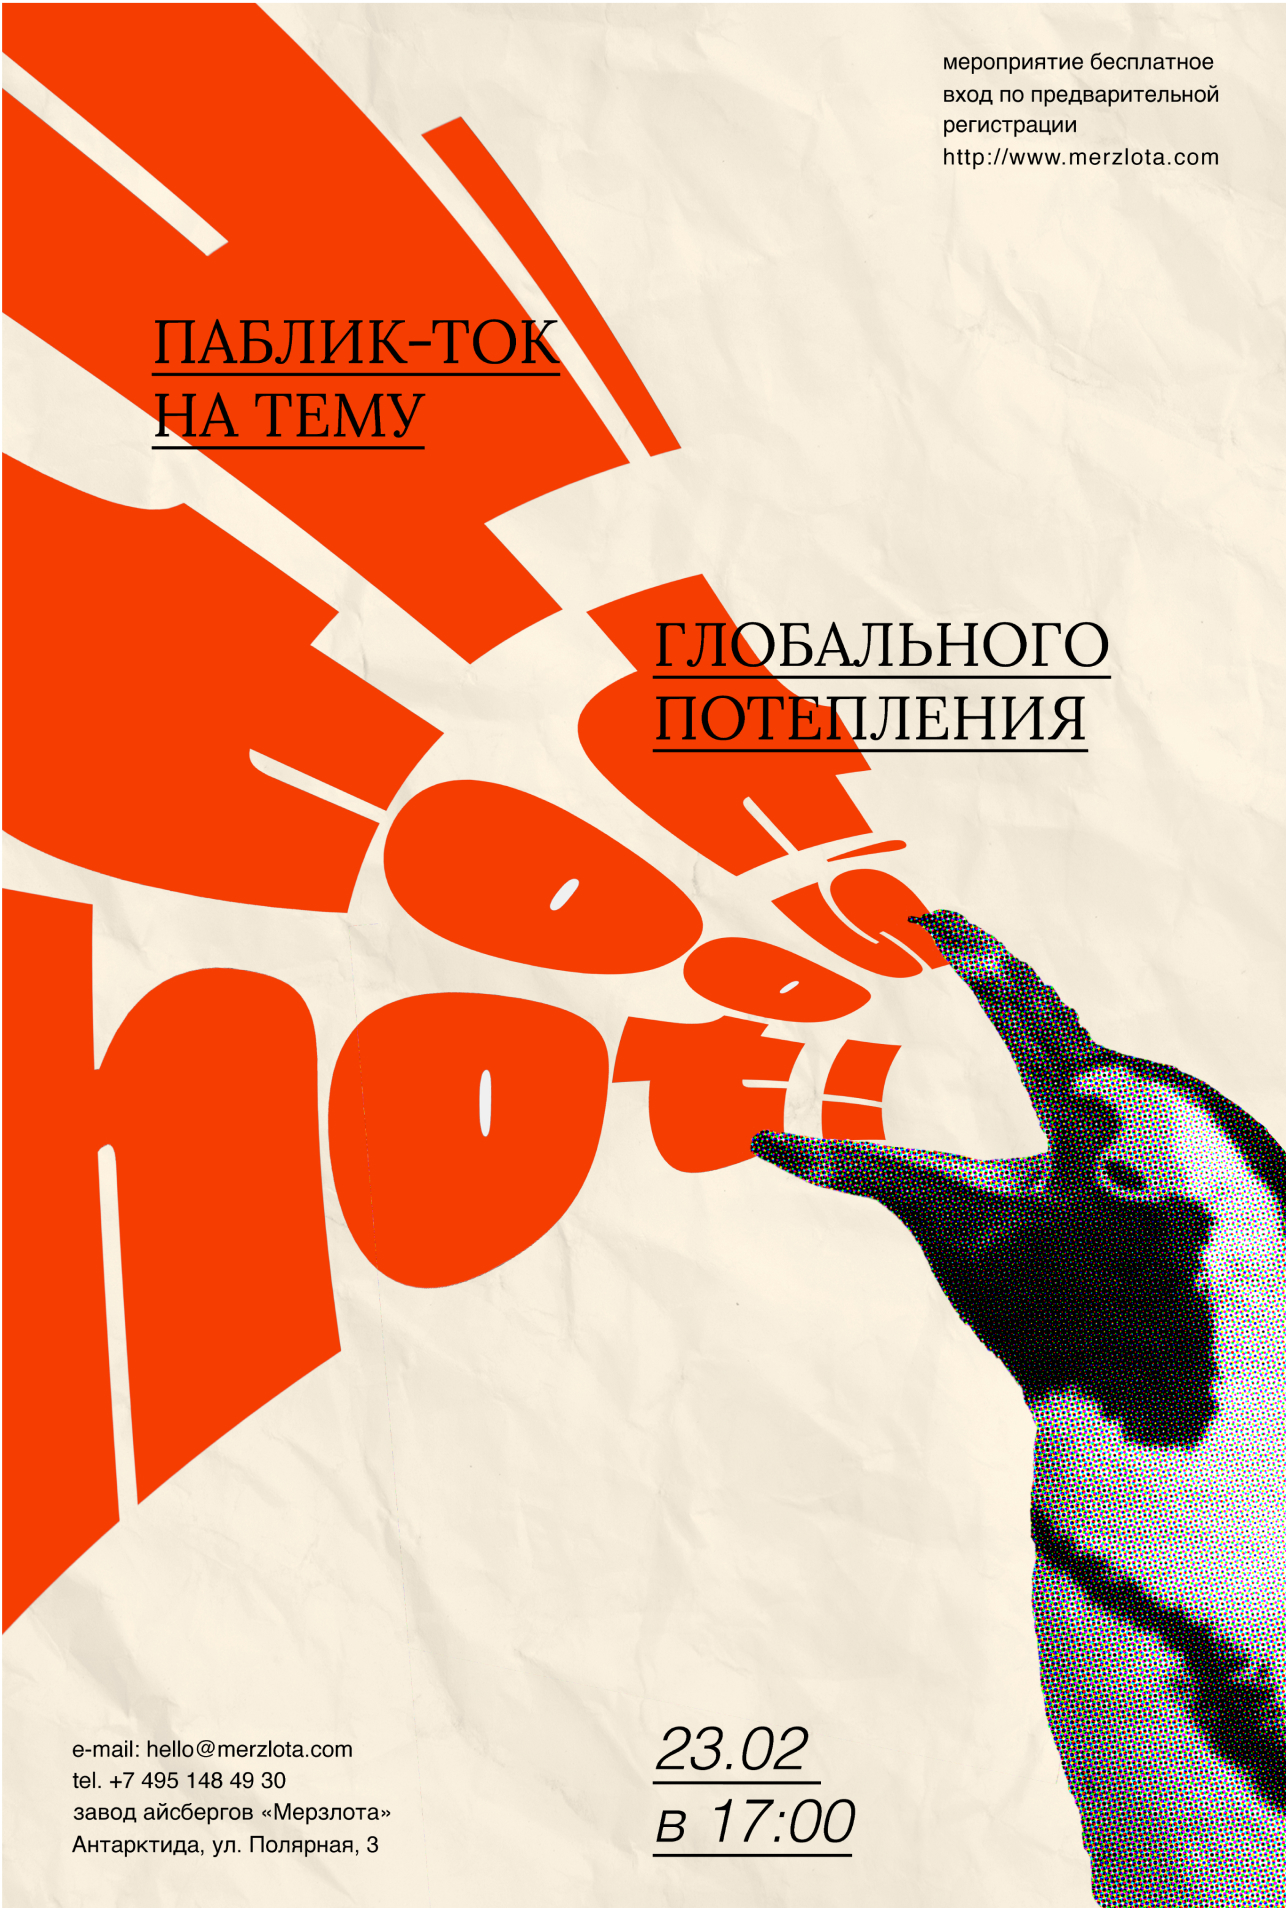 мероприятие бесплатное
вход по предварительной
регистрации
http://www.merzlota.com
ПАБЛИК-ТОК
НА ТЕМУ
ГЛОБАЛЬНОГО
ПОТЕПЛЕНИЯ
too
hot
e-mail: hello@merzlota.com
tel. +7 495 148 49 30
завод айсбергов «Мерзлота»
Антарктида, ул. Полярная, 3
23.02
в 17:00